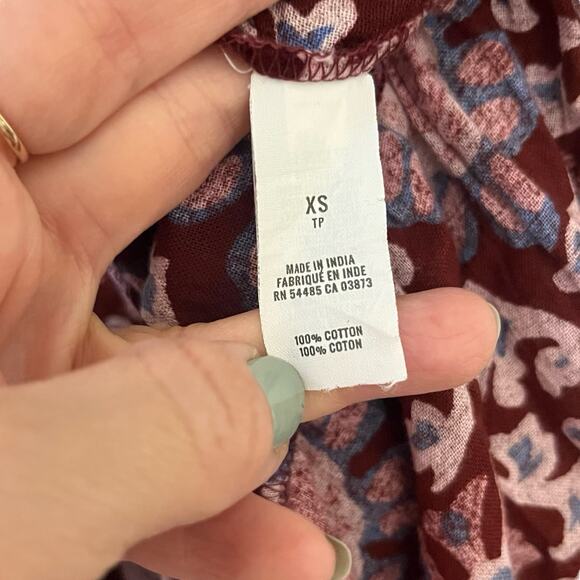 XS
TP
MADE IN INDIA
FABRIQUÉ EN INDE
RN 54485 CA 03873
100% COTTON
100% COTON